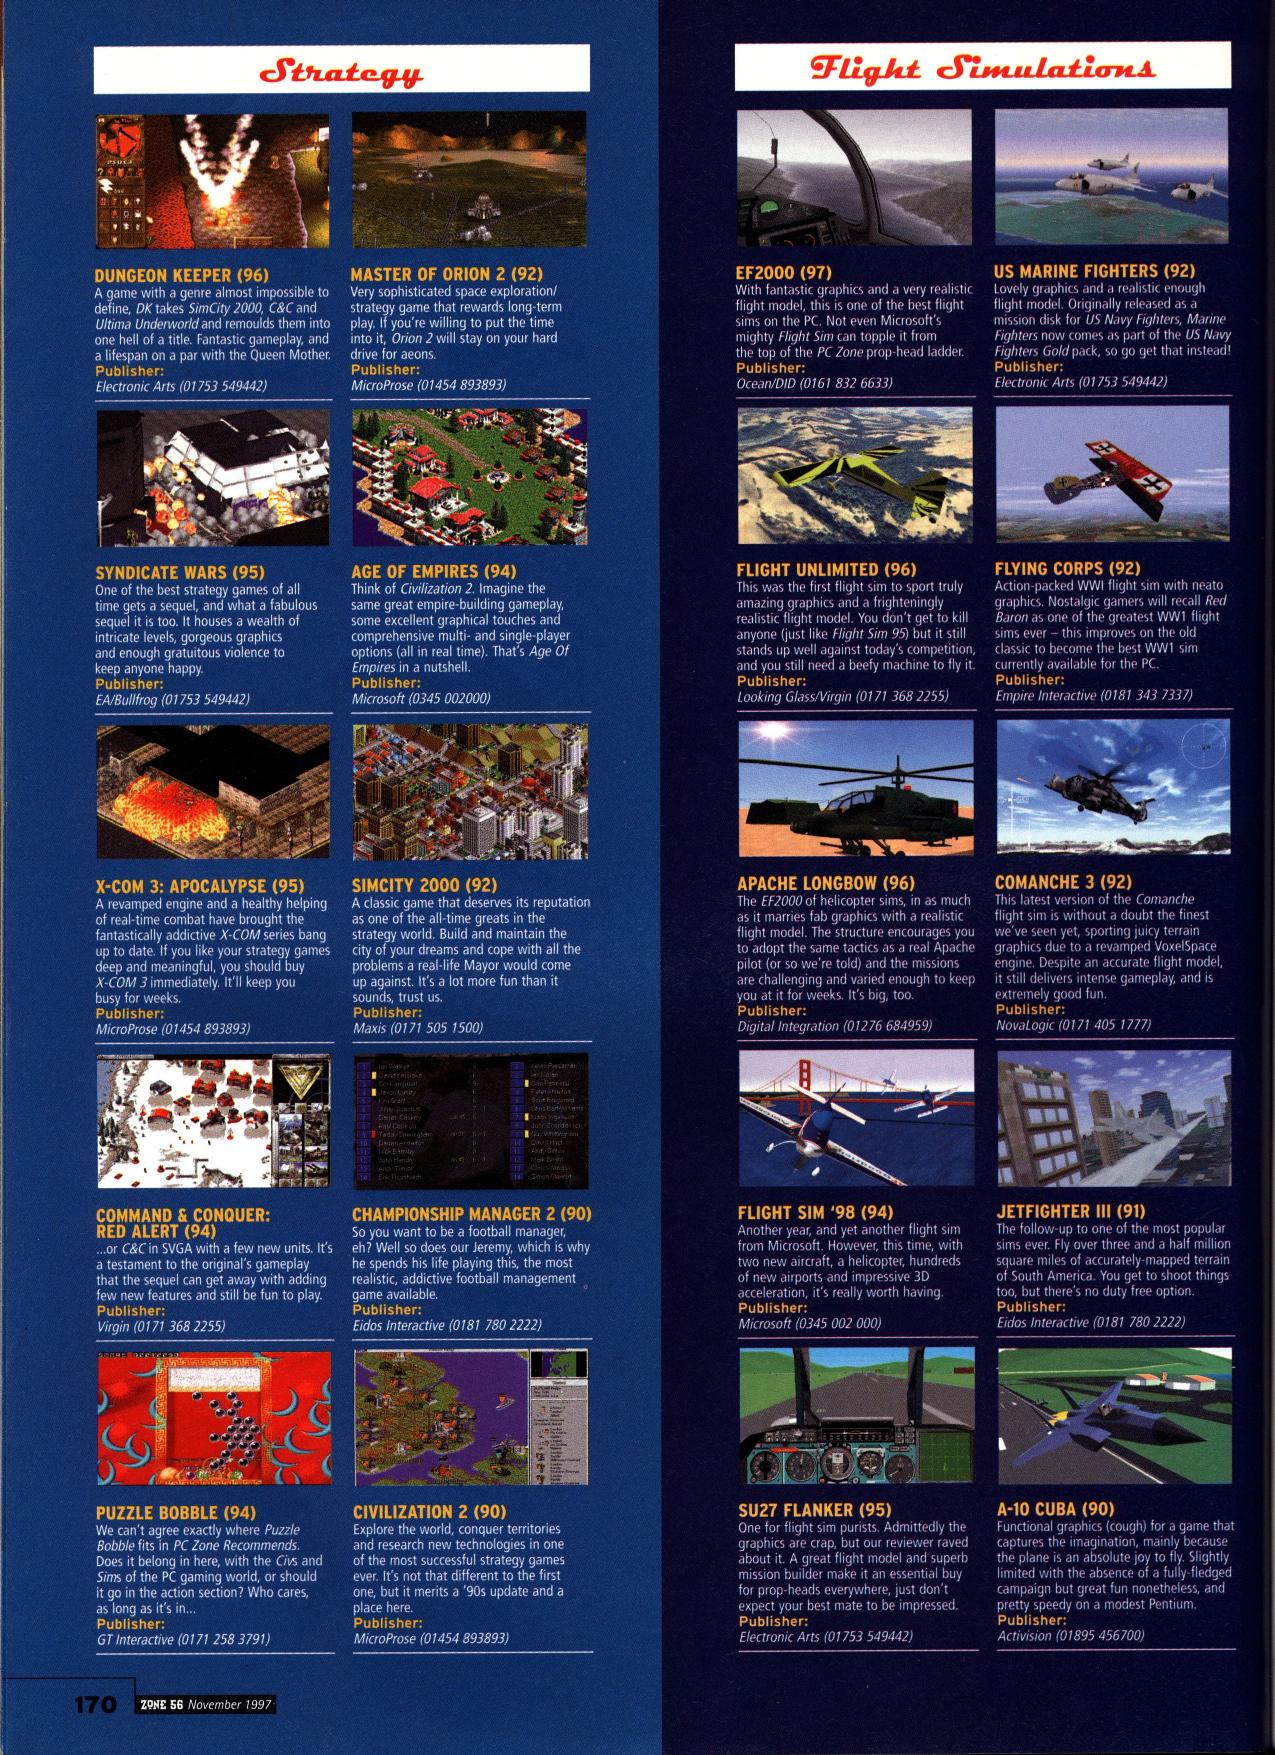 Strategy
DUNGEON KEEPER (96)
A game with a genre almost impossible to
define, DK takes SimCity 2000, C&C and
Ultima Underworld and remoulds them into
one hell of a title. Fantastic gameplay, and
a lifespan on a par with the Queen Mother.
Publisher:
Electronic Arts (01753 549442)
MASTER OF ORION 2 (92)
Very sophisticated space exploration/
strategy game that rewards long-term
play. If you're willing to put the time
into it, Orion 2 will stay on your hard
drive for aeons.
Publisher:
MicroProse (01454 893893)
SYNDICATE WARS (95)
One of the best strategy games of all
time gets a sequel, and what a fabulous
sequel it is too. It houses a wealth of
intricate levels, gorgeous graphics
and enough gratuitous violence to
keep anyone happy.
Publisher:
EA/Bullfrog (01753 549442)
AGE OF EMPIRES (94)
Think of Civilization 2. Imagine the
same great empire-building gameplay,
some excellent graphical touches and
comprehensive multi- and single-player
options (all in real time). That's Age Of
Empires in a nutshell.
Publisher:
Microsoft (0345 002000)
X-COM 3: APOCALYPSE (95)
A revamped engine and a healthy helping
of real-time combat have brought the
fantastically addictive X-COM series bang
up to date. If you like your strategy games
deep and meaningful, you should buy
X-COM 3 immediately. It'll keep you
busy for weeks.
Publisher:
MicroProse (01454 893893)
SIMCITY 2000 (92)
A classic game that deserves its reputation
as one of the all-time greats in the
strategy world. Build and maintain the
city of your dreams and cope with all the
problems a real-life Mayor would come
up against. It's a lot more fun than it
sounds, trust us.
Publisher:
Maxis (0171 505 1500)
COMMAND & CONQUER:
RED ALERT (94)
...or C&C in SVGA with a few new units. It's
a testament to the original's gameplay
that the sequel can get away with adding
few new features and still be fun to play.
Publisher:
Virgin (0171 368 2255)
CHAMPIONSHIP MANAGER 2 (90)
So you want to be a football manager,
eh? Well so does our Jeremy, which is why
he spends his life playing this, the most
realistic, addictive football management
game available.
Publisher:
Eidos Interactive (0181 780 2222)
PUZZLE BOBBLE (94)
We can't agree exactly where Puzzle
Bobble fits in PC Zone Recommends.
Does it belong in here, with the Civs and
Sims of the PC gaming world, or should
it go in the action section? Who cares,
as long as it's in...
Publisher:
GT Interactive (0171 258 3791)
CIVILIZATION 2 (90)
Explore the world, conquer territories
and research new technologies in one
of the most successful strategy games
ever. It's not that different to the first
one, but it merits a '90s update and a
place here.
Publisher:
MicroProse (01454 893893)
Flight Simulations
EF2000 (97)
With fantastic graphics and a very realistic
flight model, this is one of the best flight
sims on the PC. Not even Microsoft's
mighty Flight Sim can topple it from
the top of the PC Zone prop-head ladder.
Publisher:
Ocean/DID (0161 832 6633)
US MARINE FIGHTERS (92)
Lovely graphics and a realistic enough
flight model. Originally released as a
mission disk for US Navy Fighters, Marine
Fighters now comes as part of the US Navy
Fighters Gold pack, so go get that instead!
Publisher:
Electronic Arts (01753 549442)
FLIGHT UNLIMITED (96)
This was the first flight sim to sport truly
amazing graphics and a frighteningly
realistic flight model. You don't get to kill
anyone (just like Flight Sim 95) but it still
stands up well against today's competition,
and you still need a beefy machine to fly it.
Publisher:
Looking Glass/Virgin (0171 368 2255)
FLYING CORPS (92)
Action-packed WWI flight sim with neato
graphics. Nostalgic gamers will recall Red
Baron as one of the greatest WW1 flight
sims ever – this improves on the old
classic to become the best WW1 sim
currently available for the PC.
Publisher:
Empire Interactive (0181 343 7337)
APACHE LONGBOW (96)
The EF2000 of helicopter sims, in as much
as it marries fab graphics with a realistic
flight model. The structure encourages you
to adopt the same tactics as a real Apache
pilot (or so we're told) and the missions
are challenging and varied enough to keep
you at it for weeks. It's big, too.
Publisher:
Digital Integration (01276 684959)
COMANCHE 3 (92)
This latest version of the Comanche
flight sim is without a doubt the finest
we've seen yet, sporting juicy terrain
graphics due to a revamped VoxelSpace
engine. Despite an accurate flight model,
it still delivers intense gameplay, and is
extremely good fun.
Publisher:
NovaLogic (0171 405 1777)
FLIGHT SIM '98 (94)
Another year, and yet another flight sim
from Microsoft. However, this time, with
two new aircraft, a helicopter, hundreds
of new airports and impressive 3D
acceleration, it's really worth having.
Publisher:
Microsoft (0345 002 000)
JETFIGHTER III (91)
The follow-up to one of the most popular
sims ever. Fly over three and a half million
square miles of accurately-mapped terrain
of South America. You get to shoot things
too, but there's no duty free option.
Publisher:
Eidos Interactive (0181 780 2222)
SU27 FLANKER (95)
One for flight sim purists. Admittedly the
graphics are crap, but our reviewer raved
about it. A great flight model and superb
mission builder make it an essential buy
for prop-heads everywhere, just don't
expect your best mate to be impressed.
Publisher:
Electronic Arts (01753 549442)
A-10 CUBA (90)
Functional graphics (cough) for a game that
captures the imagination, mainly because
the plane is an absolute joy to fly. Slightly
limited with the absence of a fully-fledged
campaign but great fun nonetheless, and
pretty speedy on a modest Pentium.
Publisher:
Activision (01895 456700)
170 ZONE 56 November 1997